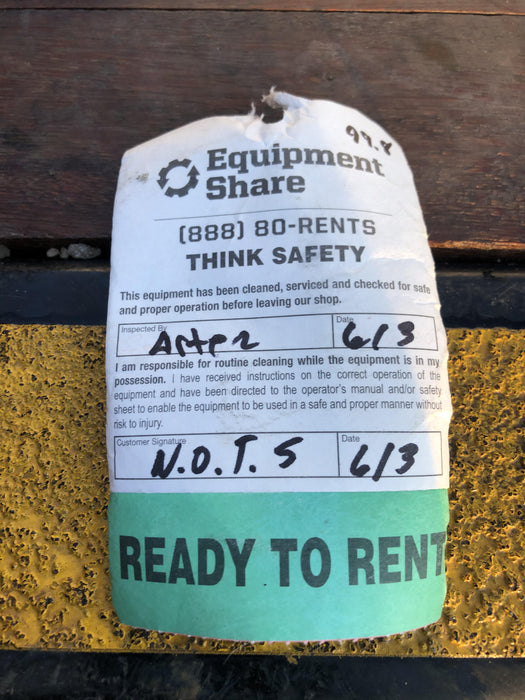 99.8
Equipment
Share
(888) 80-RENTS
THINK SAFETY
This equipment has been cleaned, serviced and checked for safe
and proper operation before leaving our shop.
Inspected By
Date
6/3
I am responsible for routine cleaning while the equipment is in my
possession. I have received instructions on the correct operation of the
equipment and have been directed to the operator's manual and/or safety
sheet to enable the equipment to be used in a safe and proper manner without
risk to injury.
Customer Signature
N.O.T.S
Date
6/3
READY TO RENT